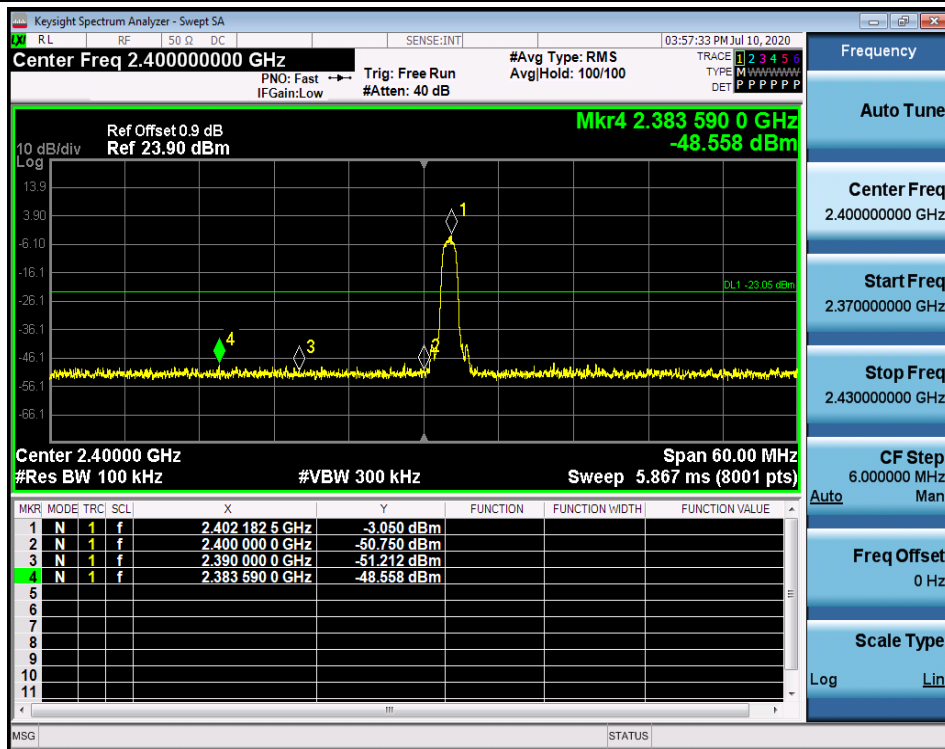 Keysight Spectrum Analyzer - Swept SA
LXI RL RF 50 Ω DC SENSE:INT 03:57:33 PM Jul 10, 2020
Center Freq 2.400000000 GHz
PNO: Fast
IFGain:Low
Trig: Free Run
#Atten: 40 dB
#Avg Type: RMS
Avg|Hold: 100/100
TRACE 1 2 3 4 5 6
TYPE M W W W W W
DET P P P P P P
Mkr4 2.383 590 0 GHz
-48.558 dBm
Ref Offset 0.9 dB
10 dB/div Ref 23.90 dBm
Log
13.9
3.90
-6.10
-16.1
-26.1
-36.1
-46.1
-56.1
-66.1
1
DL1 -23.05 dBm
4
3
2
Center 2.40000 GHz Span 60.00 MHz
#Res BW 100 kHz #VBW 300 kHz Sweep 5.867 ms (8001 pts)
MKR MODE TRC SCL X Y FUNCTION FUNCTION WIDTH FUNCTION VALUE
1 N 1 f 2.402 182 5 GHz -3.050 dBm
2 N 1 f 2.400 000 0 GHz -50.750 dBm
3 N 1 f 2.390 000 0 GHz -51.212 dBm
4 N 1 f 2.383 590 0 GHz -48.558 dBm
5
6
7
8
9
10
11
MSG STATUS
Frequency
Auto Tune
Center Freq
2.400000000 GHz
Start Freq
2.370000000 GHz
Stop Freq
2.430000000 GHz
CF Step
6.000000 MHz
Auto Man
Freq Offset
0 Hz
Scale Type
Log Lin